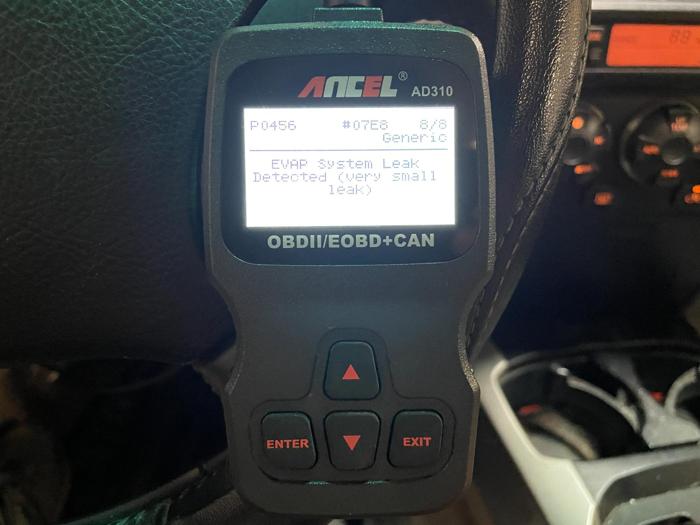 ANCEL® AD310
P0456 #07E8 8/8
Generic
EVAP System Leak
Detected (very small
leak)
OBDII/EOBD+CAN
ENTER EXIT